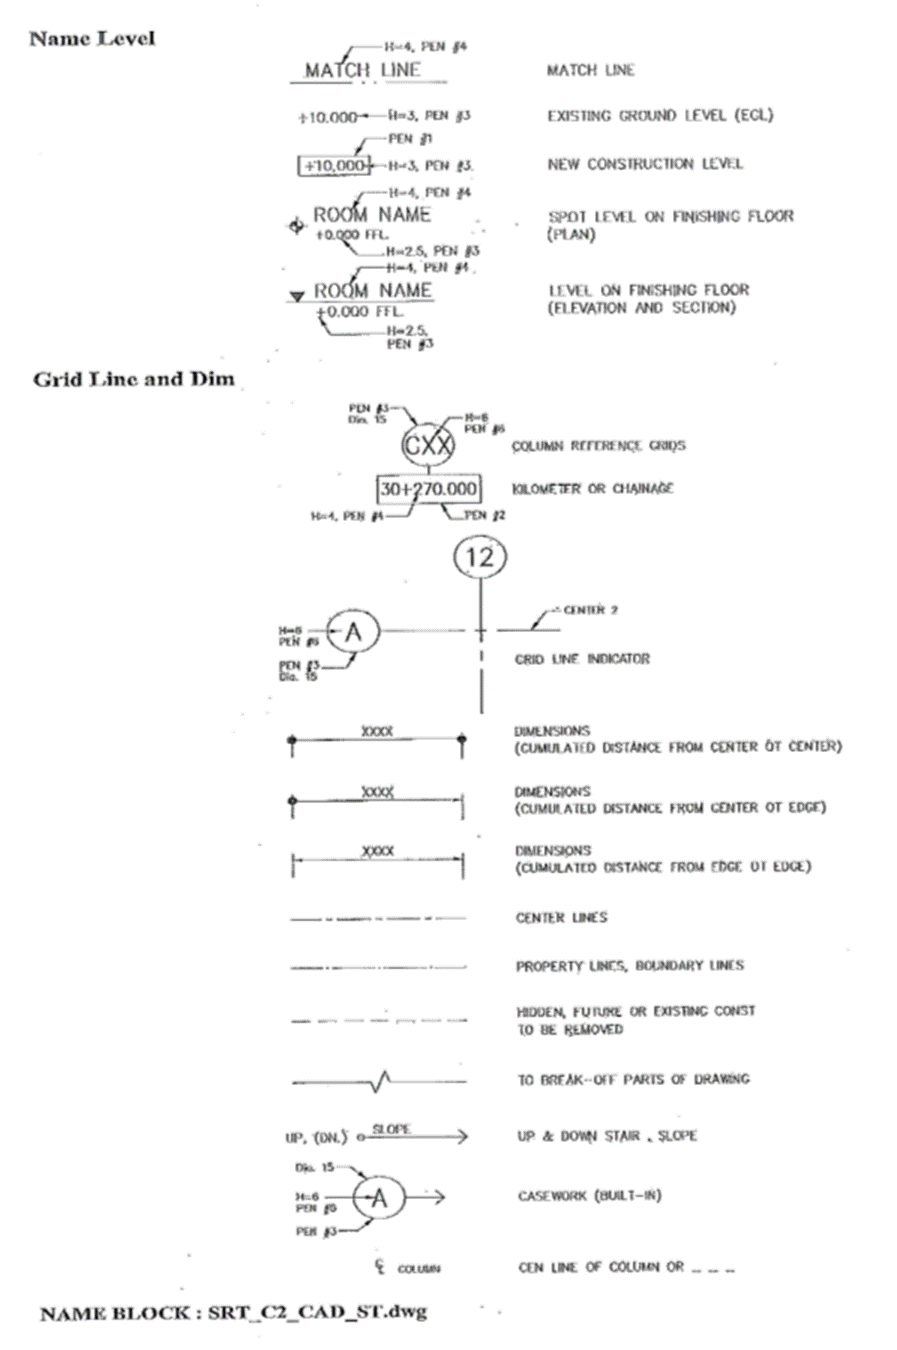 Name Level
H=4, PEN #4
MATCH LINE
MATCH LINE
+10.000
H=3, PEN #3
EXISTING GROUND LEVEL (EGL)
PEN #1
+10,000
H=3, PEN #3.
NEW CONSTRUCTION LEVEL
H=4, PEN #4
ROOM NAME
+0.000 FFL.
H=2.5, PEN #3
SPOT LEVEL ON FINISHING FLOOR
(PLAN)
H=4, PEN #4
ROOM NAME
+0.000 FFL.
H=2.5,
PEN #3
LEVEL ON FINISHING FLOOR
(ELEVATION AND SECTION)
Grid Line and Dim
PEN #3
Dia. 15
H=6
PEN #6
CXX
COLUMN REFERENCE GRIDS
30+270.000
KILOMETER OR CHAINAGE
H=4, PEN #4
PEN #2
12
CENTER 2
H=6
PEN #6
A
PEN #3
Dia. 15
GRID LINE INDICATOR
XXXX
DIMENSIONS
(CUMULATED DISTANCE FROM CENTER OT CENTER)
XXXX
DIMENSIONS
(CUMULATED DISTANCE FROM CENTER OT EDGE)
XXXX
DIMENSIONS
(CUMULATED DISTANCE FROM EDGE OT EDGE)
CENTER LINES
PROPERTY LINES, BOUNDARY LINES
HIDDEN, FUTURE OR EXISTING CONST
TO BE REMOVED
TO BREAK-OFF PARTS OF DRAWING
UP, (DN.)
SLOPE
UP & DOWN STAIR , SLOPE
Dia. 15
H=6
PEN #6
A
PEN #3
CASEWORK (BUILT-IN)
℄ COLUMN
CEN LINE OF COLUMN OR _ _ _
NAME BLOCK : SRT_C2_CAD_ST.dwg